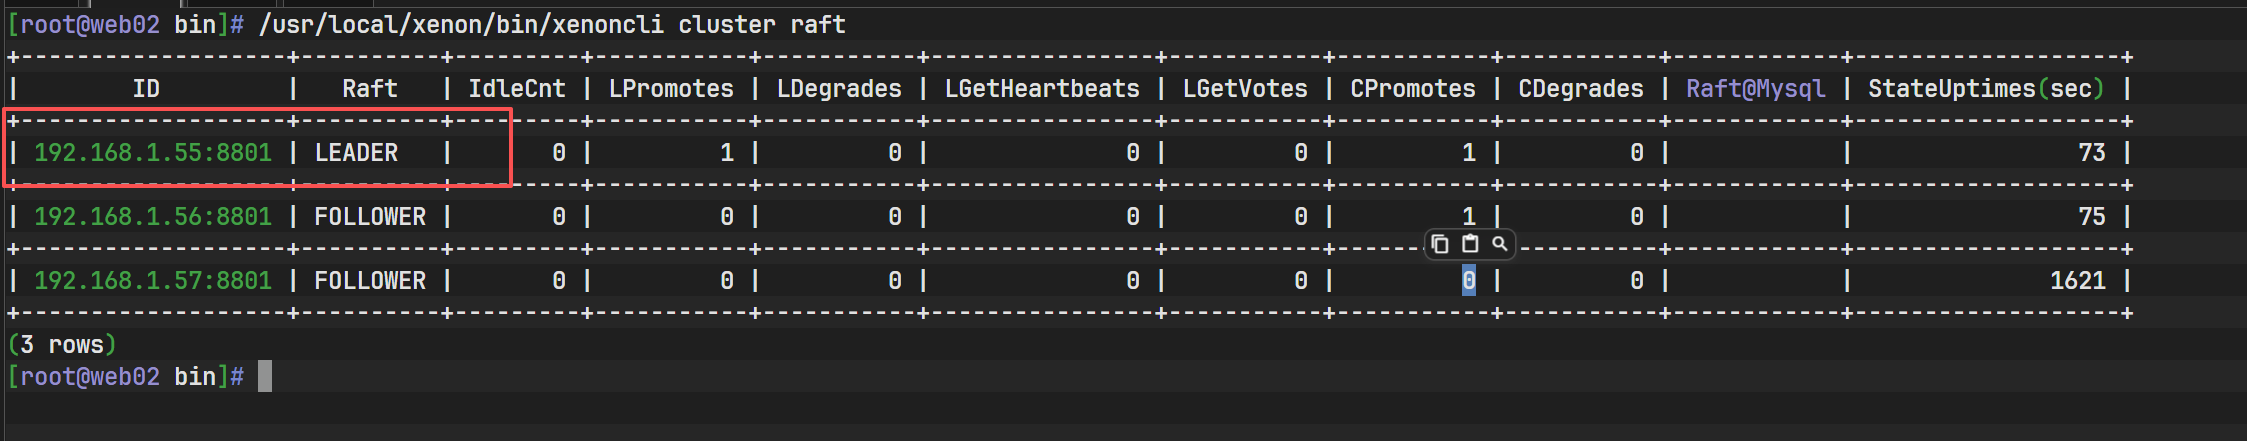 [root@web02 bin]# /usr/local/xenon/bin/xenoncli cluster raft
+-------------------+----------+---------+-----------+-----------+----------------+-----------+-----------+-----------+------------+-------------------+
| ID | Raft | IdleCnt | LPromotes | LDegrades | LGetHeartbeats | LGetVotes | CPromotes | CDegrades | Raft@Mysql | StateUptimes(sec) |
+-------------------+----------+---------+-----------+-----------+----------------+-----------+-----------+-----------+------------+-------------------+
| 192.168.1.55:8801 | LEADER | 0 | 1 | 0 | 0 | 0 | 1 | 0 | | 73 |
+-------------------+----------+---------+-----------+-----------+----------------+-----------+-----------+-----------+------------+-------------------+
| 192.168.1.56:8801 | FOLLOWER | 0 | 0 | 0 | 0 | 0 | 1 | 0 | | 75 |
+-------------------+----------+---------+-----------+-----------+----------------+-----------+-----------+-----------+------------+-------------------+
| 192.168.1.57:8801 | FOLLOWER | 0 | 0 | 0 | 0 | 0 | 0 | 0 | | 1621 |
+-------------------+----------+---------+-----------+-----------+----------------+-----------+-----------+-----------+------------+-------------------+
(3 rows)
[root@web02 bin]#